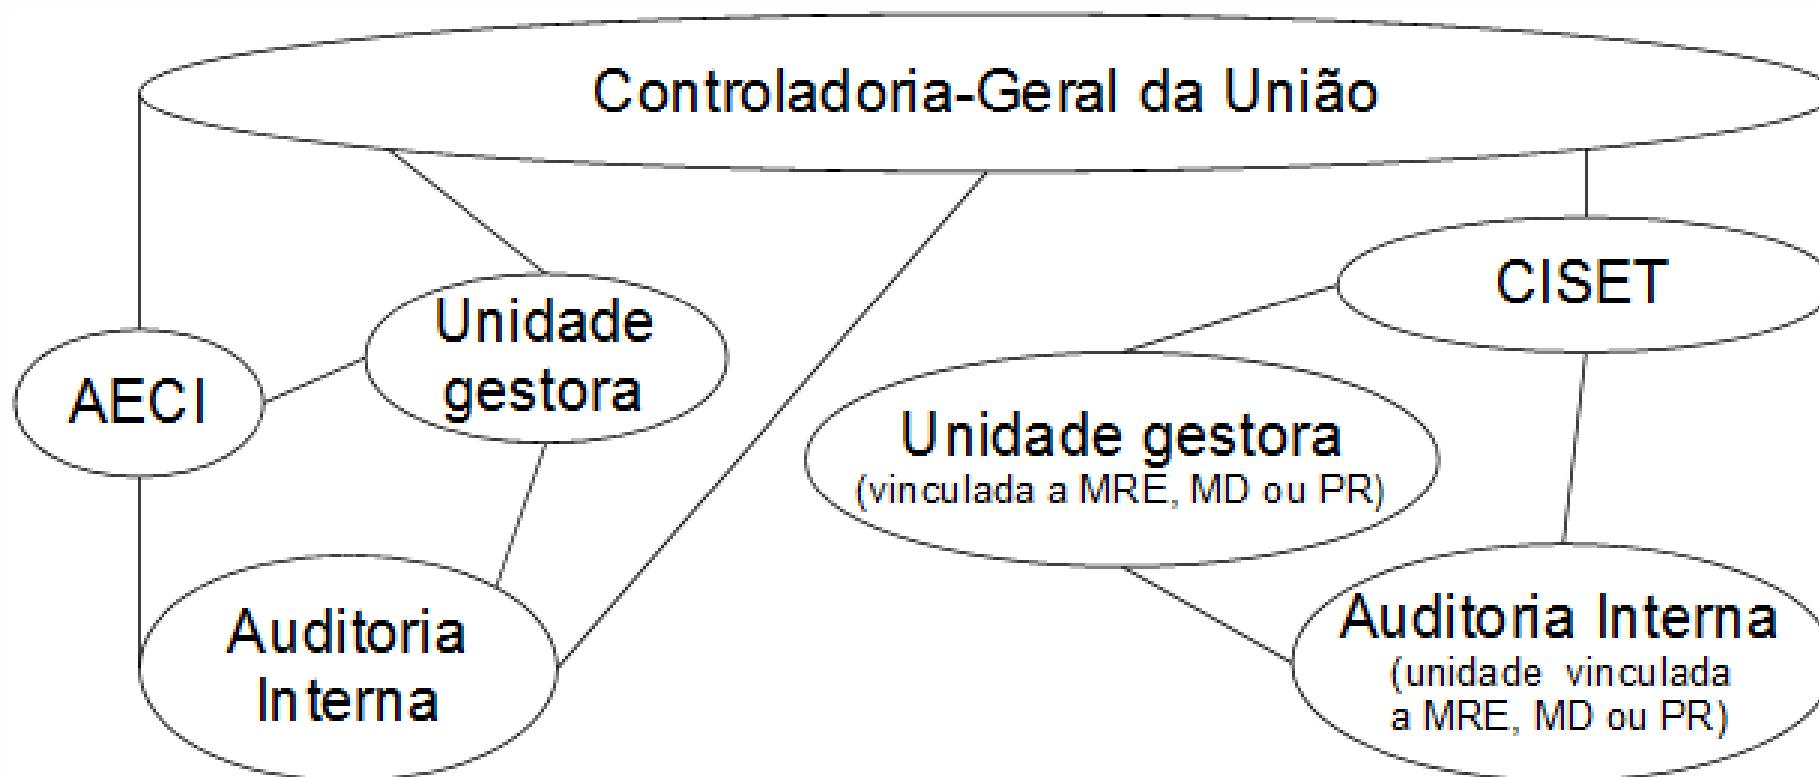 Controladoria-Geral da União
CISET
Unidade
gestora
AECI
Unidade gestora
(vinculada a MRE, MD ou PR)
Auditoria
Interna
Auditoria Interna
(unidade vinculada
a MRE, MD ou PR)